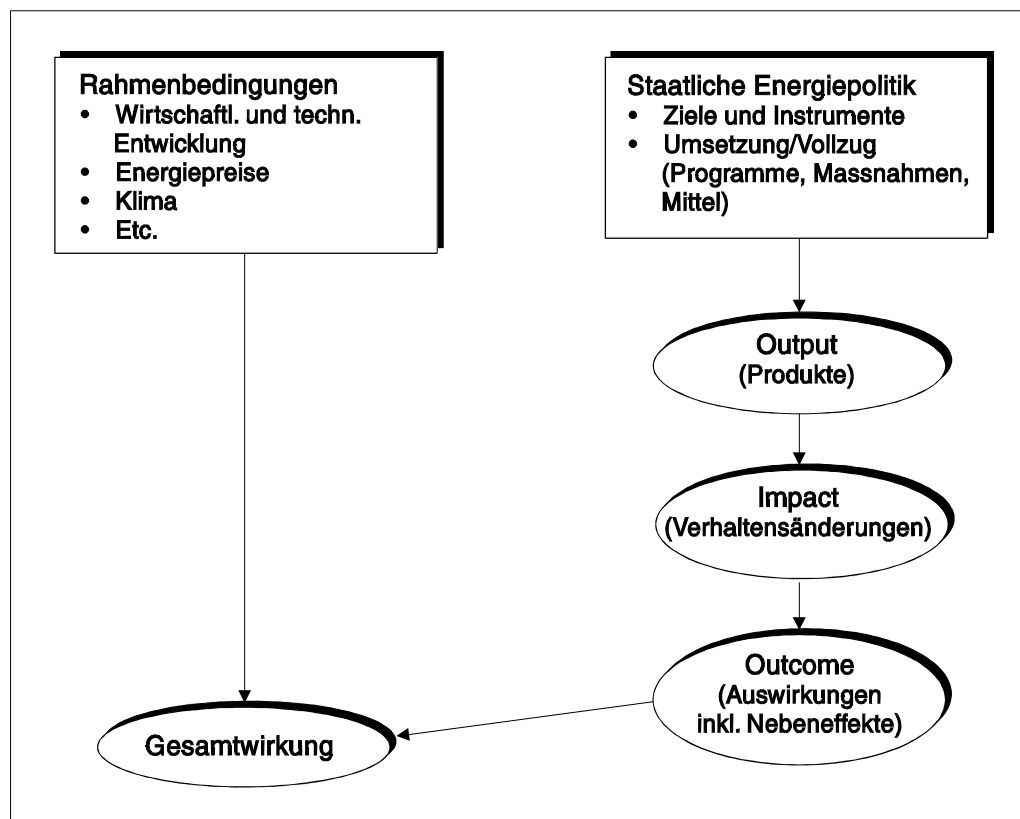 Rahmenbedingungen
• Wirtschaftl. und techn.
Entwicklung
• Energiepreise
• Klima
• Etc.
Staatliche Energiepolitik
• Ziele und Instrumente
• Umsetzung/Vollzug
(Programme, Massnahmen,
Mittel)
Output
(Produkte)
Impact
(Verhaltensänderungen)
Outcome
(Auswirkungen
inkl. Nebeneffekte)
Gesamtwirkung